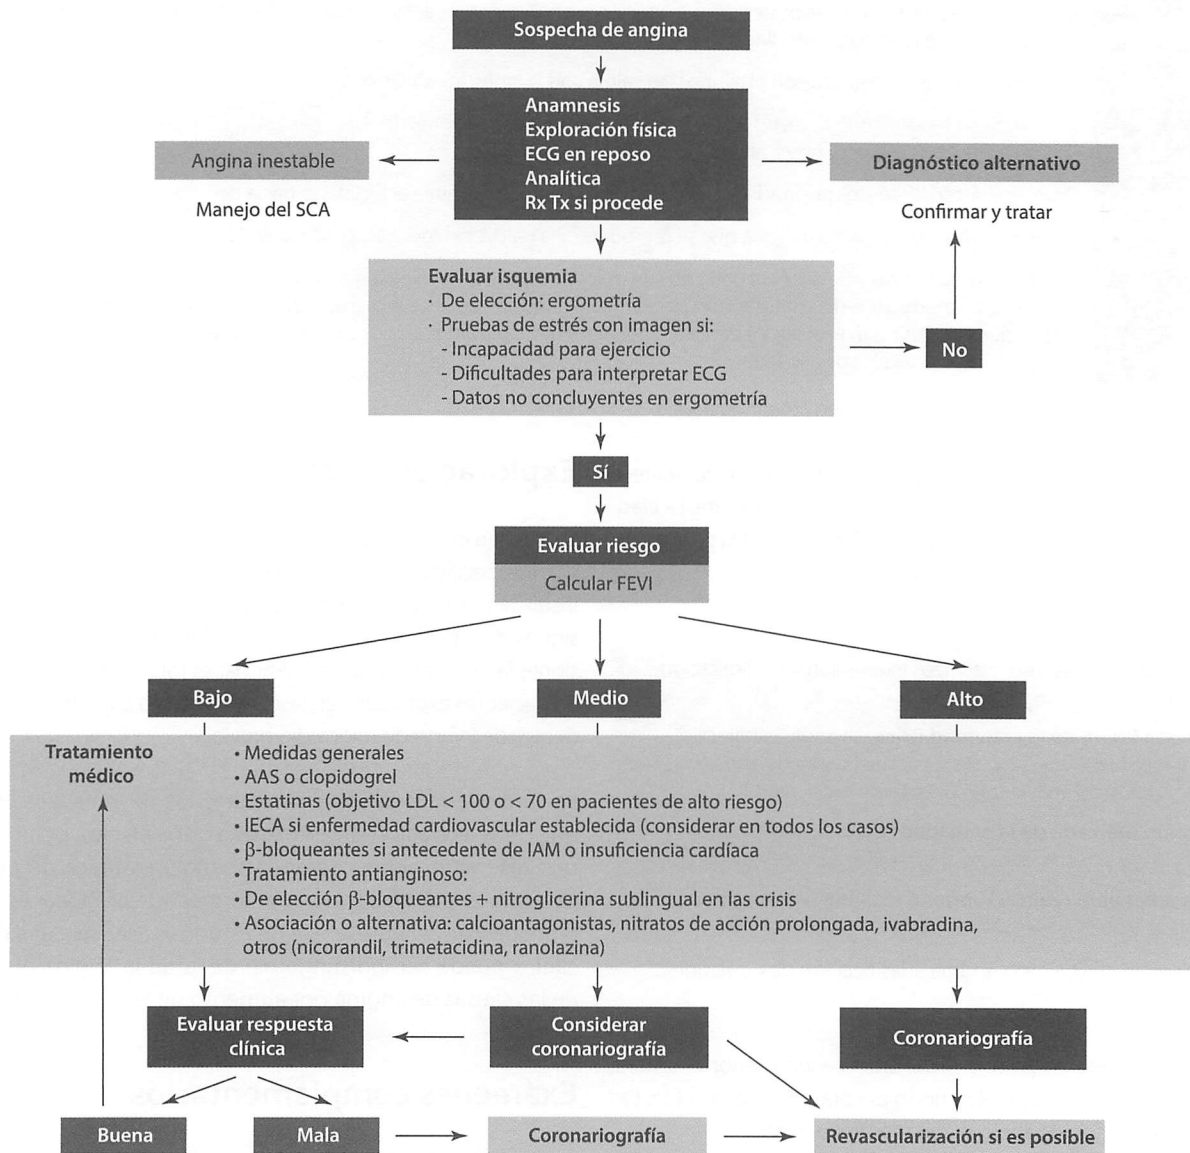 Sospecha de angina
Anamnesis
Exploración física
ECG en reposo
Analítica
Rx Tx si procede
Angina inestable
Manejo del SCA
Diagnóstico alternativo
Confirmar y tratar
Evaluar isquemia
· De elección: ergometría
· Pruebas de estrés con imagen si:
- Incapacidad para ejercicio
- Dificultades para interpretar ECG
- Datos no concluyentes en ergometría
No
Sí
Evaluar riesgo
Calcular FEVI
Bajo
Medio
Alto
Tratamiento
médico
• Medidas generales
• AAS o clopidogrel
• Estatinas (objetivo LDL < 100 o < 70 en pacientes de alto riesgo)
• IECA si enfermedad cardiovascular establecida (considerar en todos los casos)
• β-bloqueantes si antecedente de IAM o insuficiencia cardíaca
• Tratamiento antianginoso:
• De elección β-bloqueantes + nitroglicerina sublingual en las crisis
• Asociación o alternativa: calcioantagonistas, nitratos de acción prolongada, ivabradina,
otros (nicorandil, trimetacidina, ranolazina)
Evaluar respuesta
clínica
Considerar
coronariografía
Coronariografía
Buena
Mala
Coronariografía
Revascularización si es posible